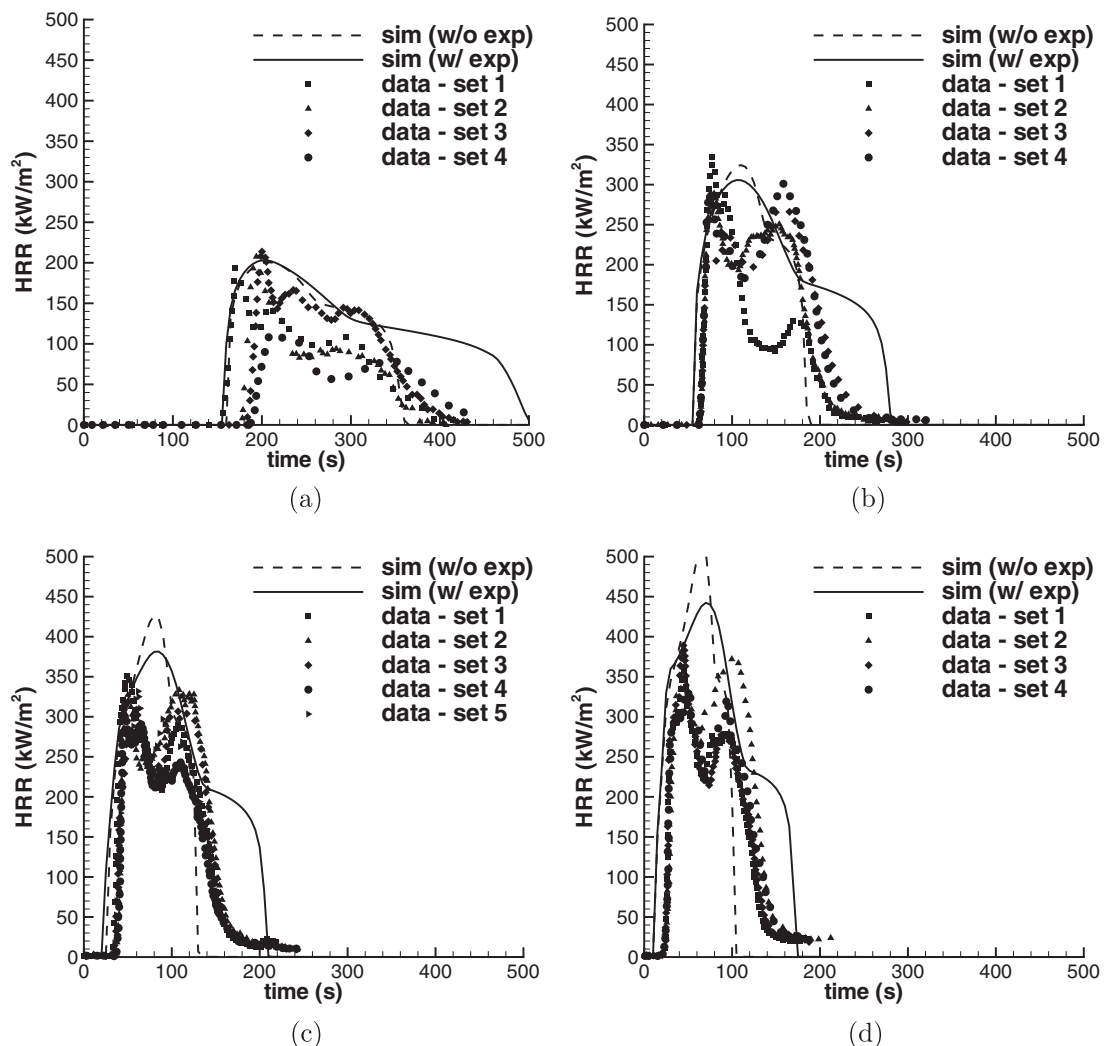 HRR (kW/m²)
500
450
400
350
300
250
200
150
100
50
0
0 100 200 300 400 500
time (s)
sim (w/o exp)
sim (w/ exp)
data - set 1
data - set 2
data - set 3
data - set 4
(a)
HRR (kW/m²)
500
450
400
350
300
250
200
150
100
50
0
0 100 200 300 400 500
time (s)
sim (w/o exp)
sim (w/ exp)
data - set 1
data - set 2
data - set 3
data - set 4
(b)
HRR (kW/m²)
500
450
400
350
300
250
200
150
100
50
0
0 100 200 300 400 500
time (s)
sim (w/o exp)
sim (w/ exp)
data - set 1
data - set 2
data - set 3
data - set 4
data - set 5
(c)
HRR (kW/m²)
500
450
400
350
300
250
200
150
100
50
0
0 100 200 300 400 500
time (s)
sim (w/o exp)
sim (w/ exp)
data - set 1
data - set 2
data - set 3
data - set 4
(d)